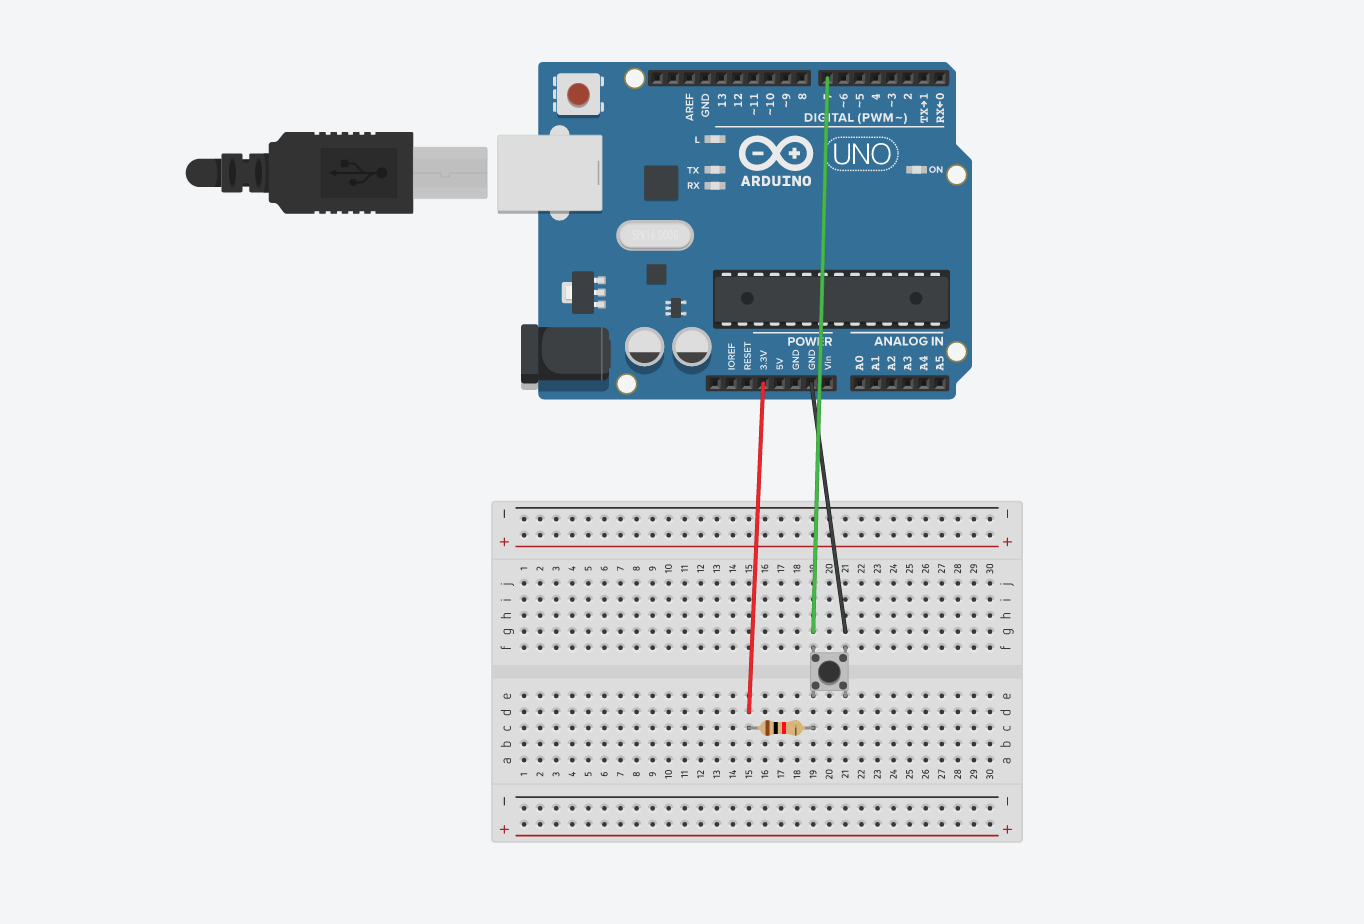 AREF GND 13 12 ~11 ~10 ~9 8 ~6 ~5 4 ~3 2 TX→1 RX←0
DIGITAL (PWM~)
L
UNO
TX
RX
ON
ARDUINO
POWER ANALOG IN
IOREF RESET 3.3V 5V GND GND Vin A0 A1 A2 A3 A4 A5
− −
+ +
1 2 3 4 5 6 7 8 9 10 11 12 13 14 15 16 17 18 19 20 21 22 23 24 25 26 27 28 29 30
j j
i i
h h
g g
f f
e e
d d
c c
b b
a a
1 2 3 4 5 6 7 8 9 10 11 12 13 14 15 16 17 18 19 20 21 22 23 24 25 26 27 28 29 30
− −
+ +